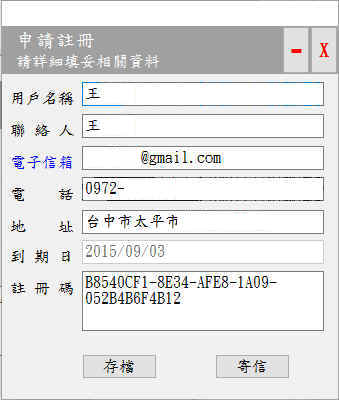 申請註冊
請詳細填妥相關資料
- X
用戶名稱 王
聯絡人 王
電子信箱 @gmail.com
電話 0972-
地址 台中市太平市
到期日 2015/09/03
註冊碼 B8540CF1-8E34-AFE8-1A09-
052B4B6F4B12
存檔 寄信